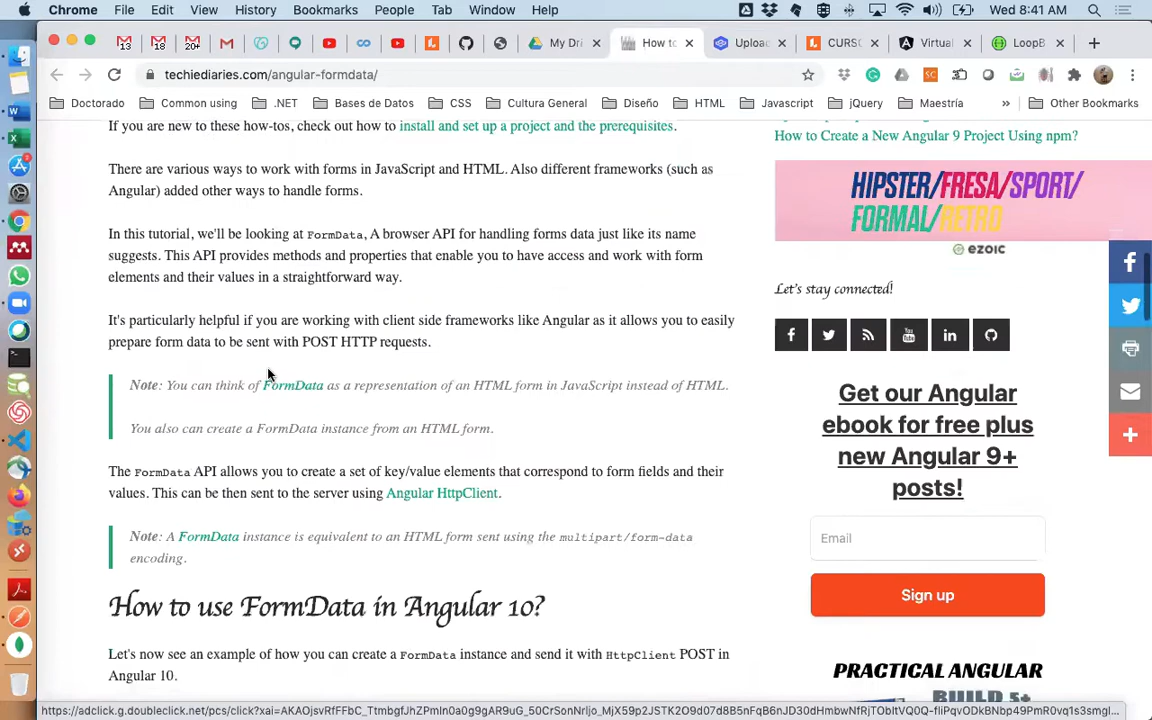 Chrome File Edit View History Bookmarks People Tab Window Help Wed 8:41 AM
13 18 20+ My Dri How to Uploa CURSO Virtual LoopB
techiediaries.com/angular-formdata/
Doctorado Common using .NET Bases de Datos CSS Cultura General Diseño HTML Javascript jQuery Maestría » Other Bookmarks
If you are new to these how-tos, check out how to install and set up a project and the prerequisites.
There are various ways to work with forms in JavaScript and HTML. Also different frameworks (such as
Angular) added other ways to handle forms.
In this tutorial, we'll be looking at FormData, A browser API for handling forms data just like its name
suggests. This API provides methods and properties that enable you to have access and work with form
elements and their values in a straightforward way.
It's particularly helpful if you are working with client side frameworks like Angular as it allows you to easily
prepare form data to be sent with POST HTTP requests.
Note: You can think of FormData as a representation of an HTML form in JavaScript instead of HTML.
You also can create a FormData instance from an HTML form.
The FormData API allows you to create a set of key/value elements that correspond to form fields and their
values. This can be then sent to the server using Angular HttpClient.
Note: A FormData instance is equivalent to an HTML form sent using the multipart/form-data
encoding.
How to use FormData in Angular 10?
Let's now see an example of how you can create a FormData instance and send it with HttpClient POST in
Angular 10.
How to Create a New Angular 9 Project Using npm?
HIPSTER/FRESA/SPORT/
FORMAL/RETRO
ezoic
Let's stay connected!
Get our Angular
ebook for free plus
new Angular 9+
posts!
Email
Sign up
PRACTICAL ANGULAR
BUILD 5+